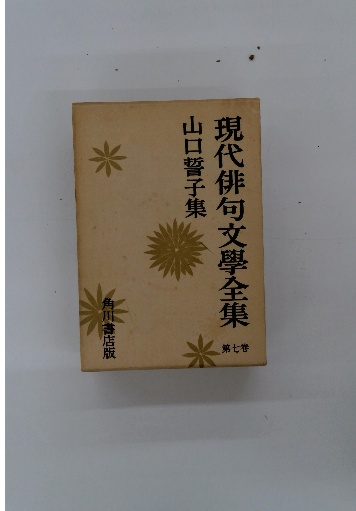 現代俳句文學全集
第七巻
山口誓子集
角川書店版